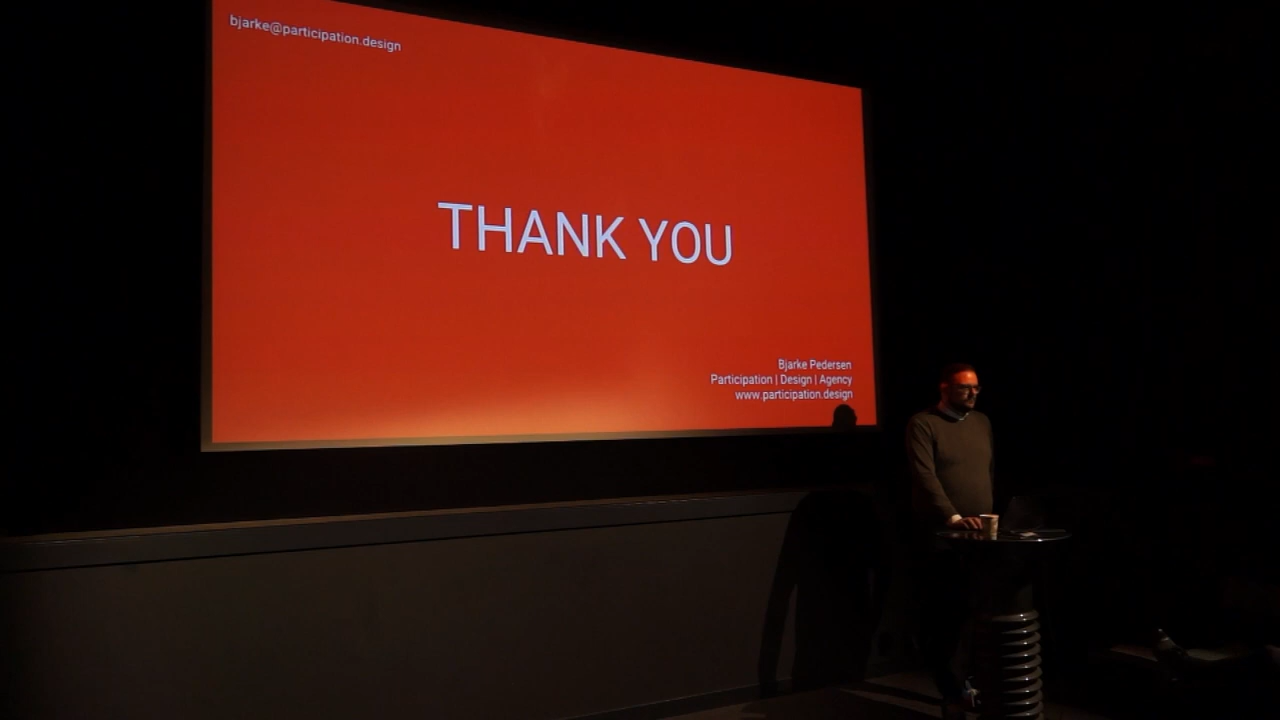 bjarke@participation.design
THANK YOU
Bjarke Pedersen
Participation | Design | Agency
www.participation.design